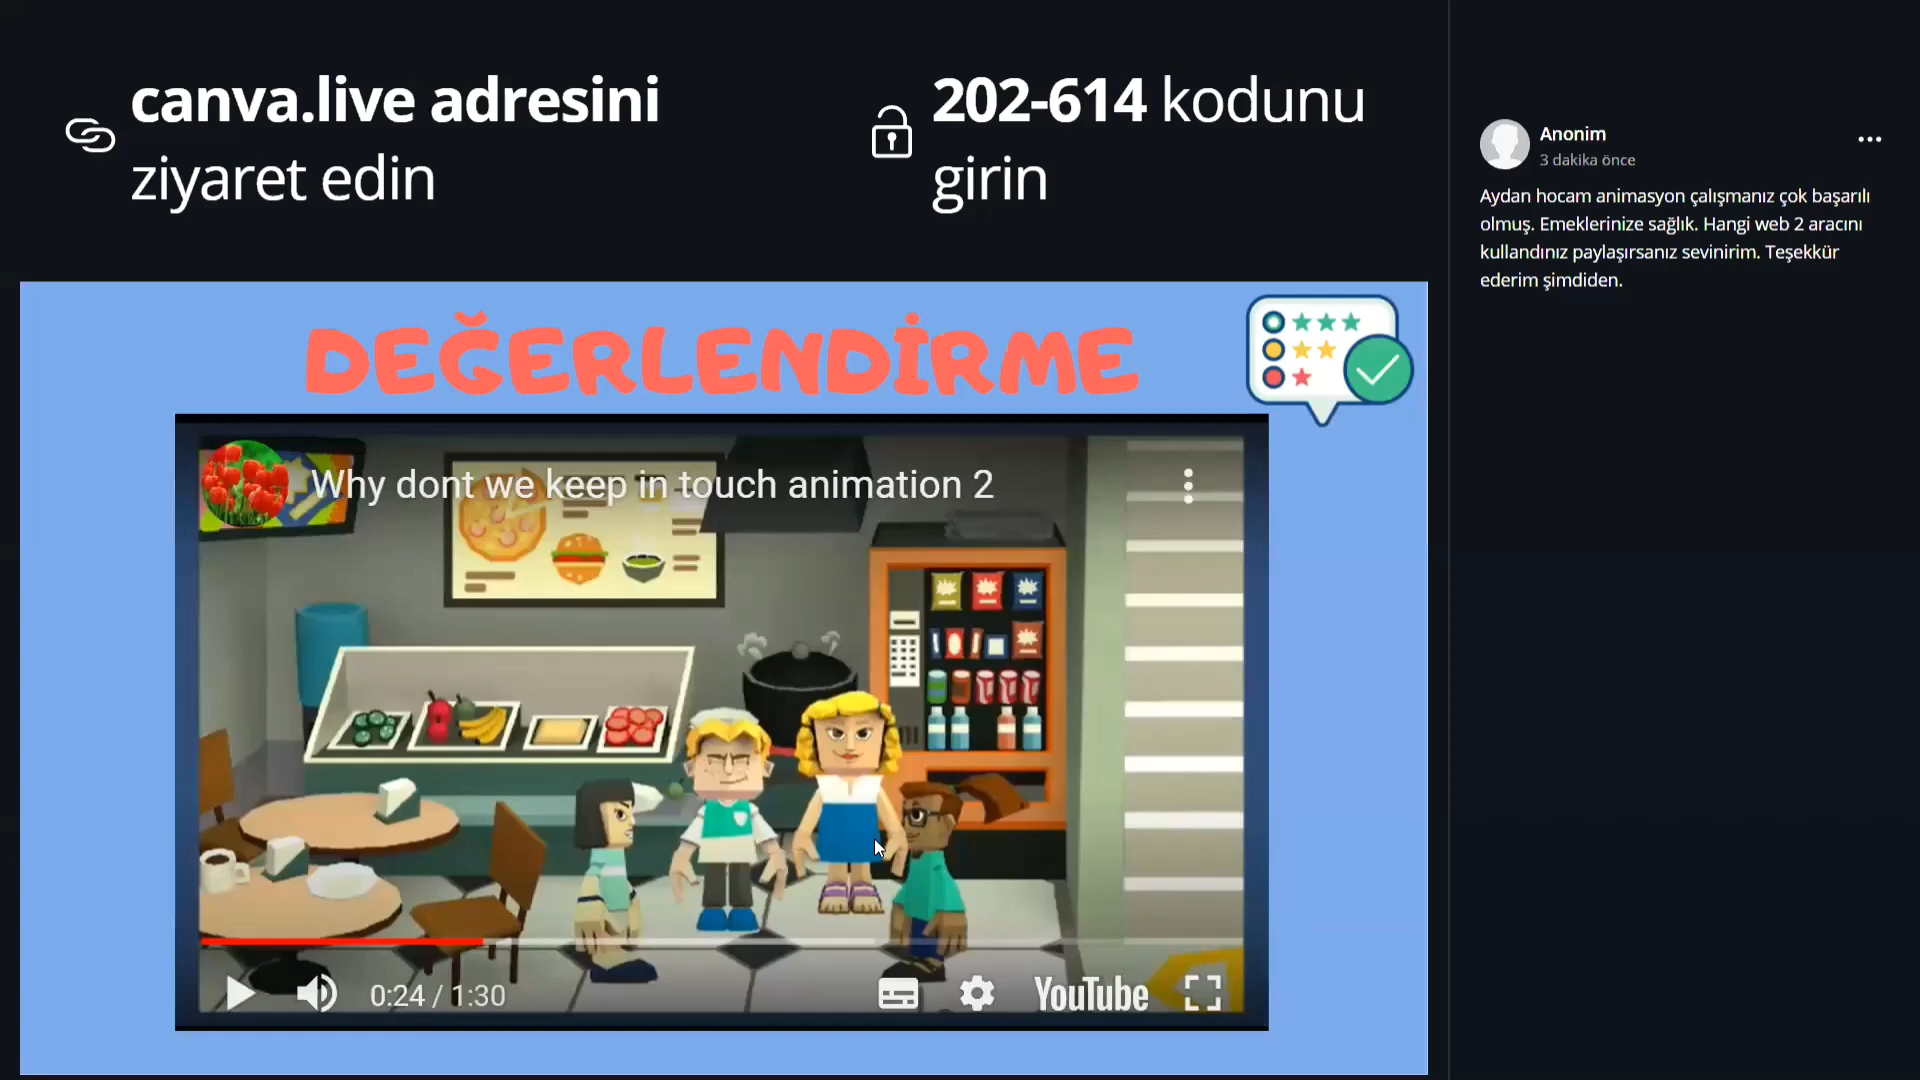 canva.live adresini
ziyaret edin
202-614 kodunu
girin
DEĞERLENDİRME
Why dont we keep in touch animation 2
0:24 / 1:30
YouTube
Anonim
3 dakika önce
Aydan hocam animasyon çalışmanız çok başarılı
olmuş. Emeklerinize sağlık. Hangi web 2 aracını
kullandınız paylaşırsanız sevinirim. Teşekkür
ederim şimdiden.